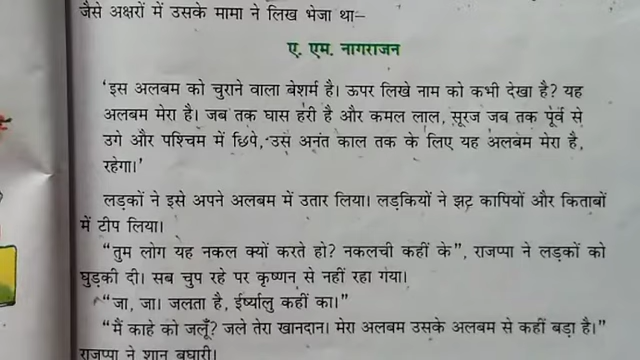 जैसे अक्षरों में उसके मामा ने लिख भेजा था–
ए. एम. नागराजन
'इस अलबम को चुराने वाला बेशर्म है। ऊपर लिखे नाम को कभी देखा है? यह
अलबम मेरा है। जब तक घास हरी है और कमल लाल, सूरज जब तक पूर्व से
उगे और पश्चिम में छिपे, उस अनंत काल तक के लिए यह अलबम मेरा है,
रहेगा।'
लड़कों ने इसे अपने अलबम में उतार लिया। लड़कियों ने झट कापियों और किताबों
में टीप लिया।
"तुम लोग यह नकल क्यों करते हो? नकलची कहीं के", राजप्पा ने लड़कों को
घुड़की दी। सब चुप रहे पर कृष्णन् से नहीं रहा गया।
"जा, जा। जलता है, ईर्ष्यालु कहीं का।"
"मैं काहे को जलूँ? जले तेरा खानदान। मेरा अलबम उसके अलबम से कहीं बड़ा है।"
राजप्पा ने शान बघारी।